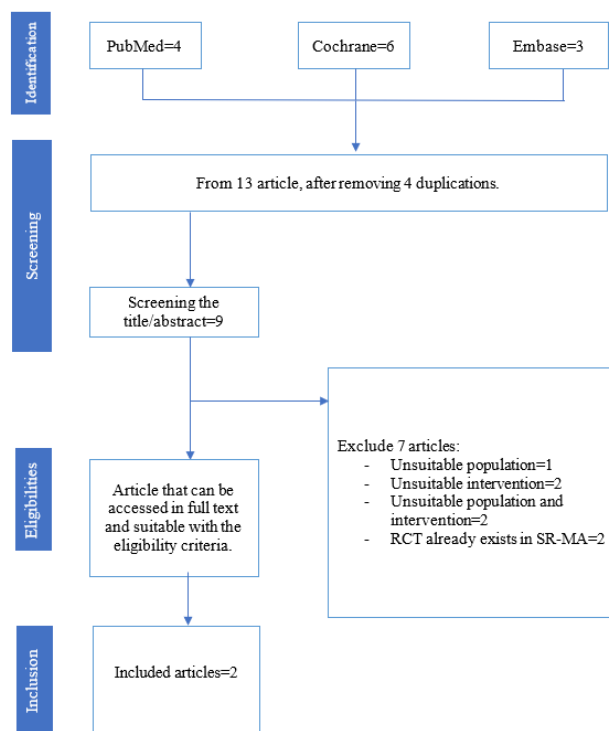 Identification
PubMed=4
Cochrane=6
Embase=3
Screening
From 13 article, after removing 4 duplications.
Screening the
title/abstract=9
Eligibilities
Article that can be
accessed in full text
and suitable with the
eligibility criteria.
Exclude 7 articles:
- Unsuitable population=1
- Unsuitable intervention=2
- Unsuitable population and
intervention=2
- RCT already exists in SR-MA=2
Inclusion
Included articles=2